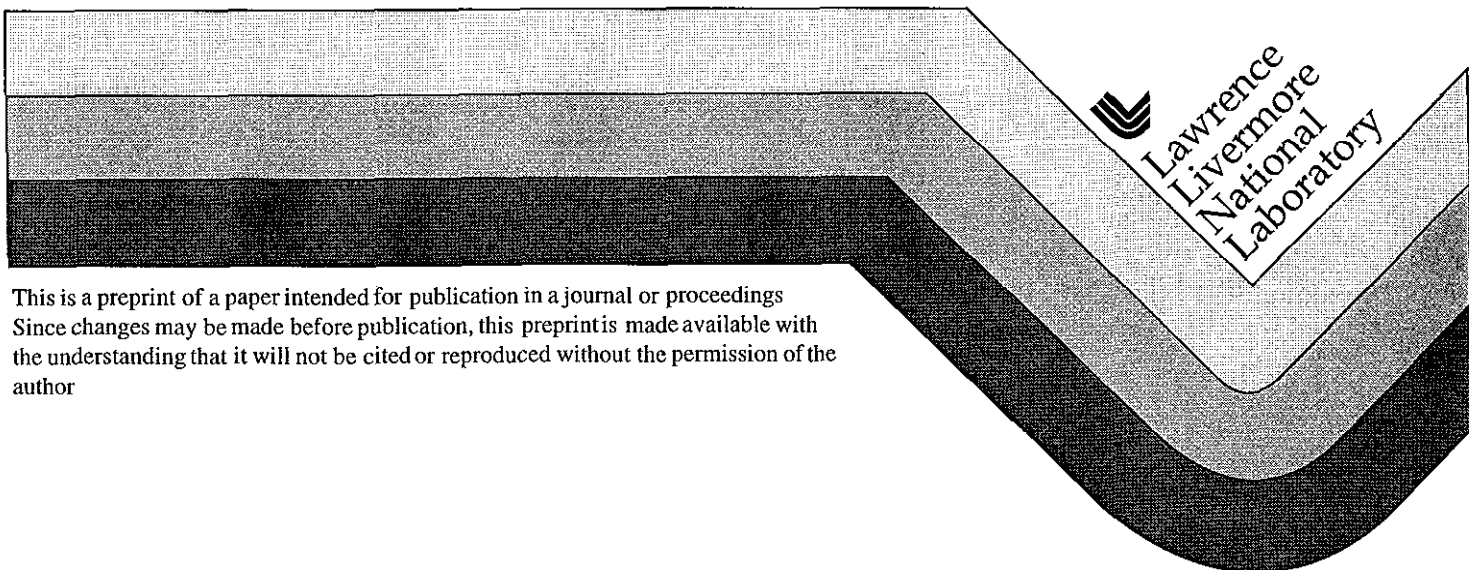 Lawrence
Livermore
National
Laboratory
This is a preprint of a paper intended for publication in a journal or proceedings
Since changes may be made before publication, this preprint is made available with
the understanding that it will not be cited or reproduced without the permission of the
author